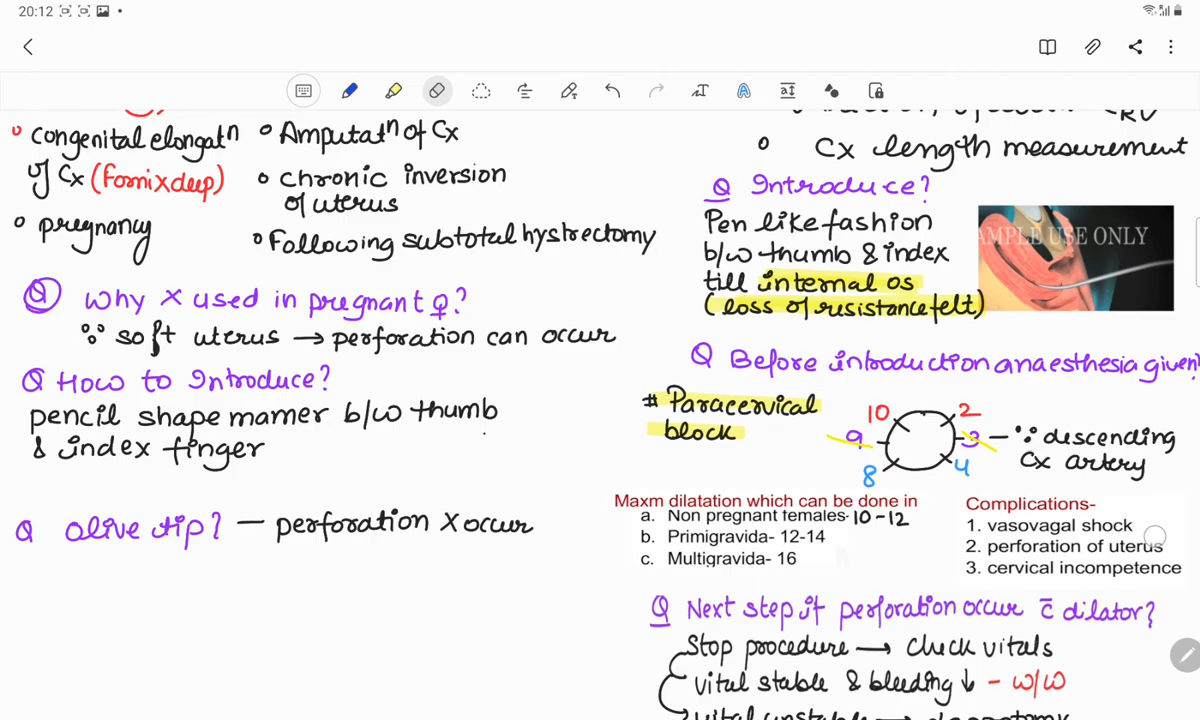 20:12
Congenital elongatn
of Cx (fornix deep)
o pregnancy
o Amputatn of Cx
o chronic inversion
of uterus
o Following subtotal hystrectomy
Q Why X used in pregnant ♀?
∵ soft uterus → perforation can occur
Q How to Introduce?
pencil shape manner b/w thumb
& index finger
Q olive tip? — perforation X occur
o Cx length measurement
Q Introduce?
Pen like fashion
b/w thumb & index
till internal os
(loss of resistance felt)
AMPLE USE ONLY
Q Before introduction anaesthesia given?
# Paracervical
block
10 2
9 3 — ∵ descending
Cx artery
8 4
Maxm dilatation which can be done in
a. Non pregnant females- 10-12
b. Primigravida- 12-14
c. Multigravida- 16
Complications-
1. vasovagal shock
2. perforation of uterus
3. cervical incompetence
Q Next step if perforation occur c̄ dilator?
Stop procedure → check vitals
vital stable & bleeding ↓ - w/w